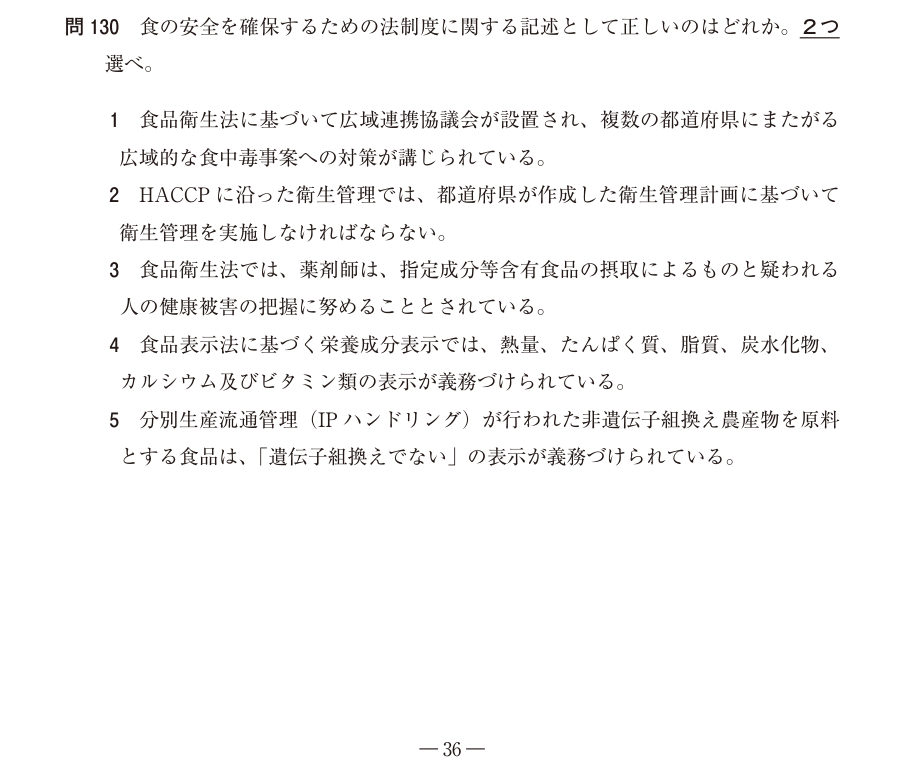 問 130　食の安全を確保するための法制度に関する記述として正しいのはどれか。２つ
選べ。
1　食品衛生法に基づいて広域連携協議会が設置され、複数の都道府県にまたがる
広域的な食中毒事案への対策が講じられている。
2　HACCP に沿った衛生管理では、都道府県が作成した衛生管理計画に基づいて
衛生管理を実施しなければならない。
3　食品衛生法では、薬剤師は、指定成分等含有食品の摂取によるものと疑われる
人の健康被害の把握に努めることとされている。
4　食品表示法に基づく栄養成分表示では、熱量、たんぱく質、脂質、炭水化物、
カルシウム及びビタミン類の表示が義務づけられている。
5　分別生産流通管理（IP ハンドリング）が行われた非遺伝子組換え農産物を原料
とする食品は、「遺伝子組換えでない」の表示が義務づけられている。
— 36 —